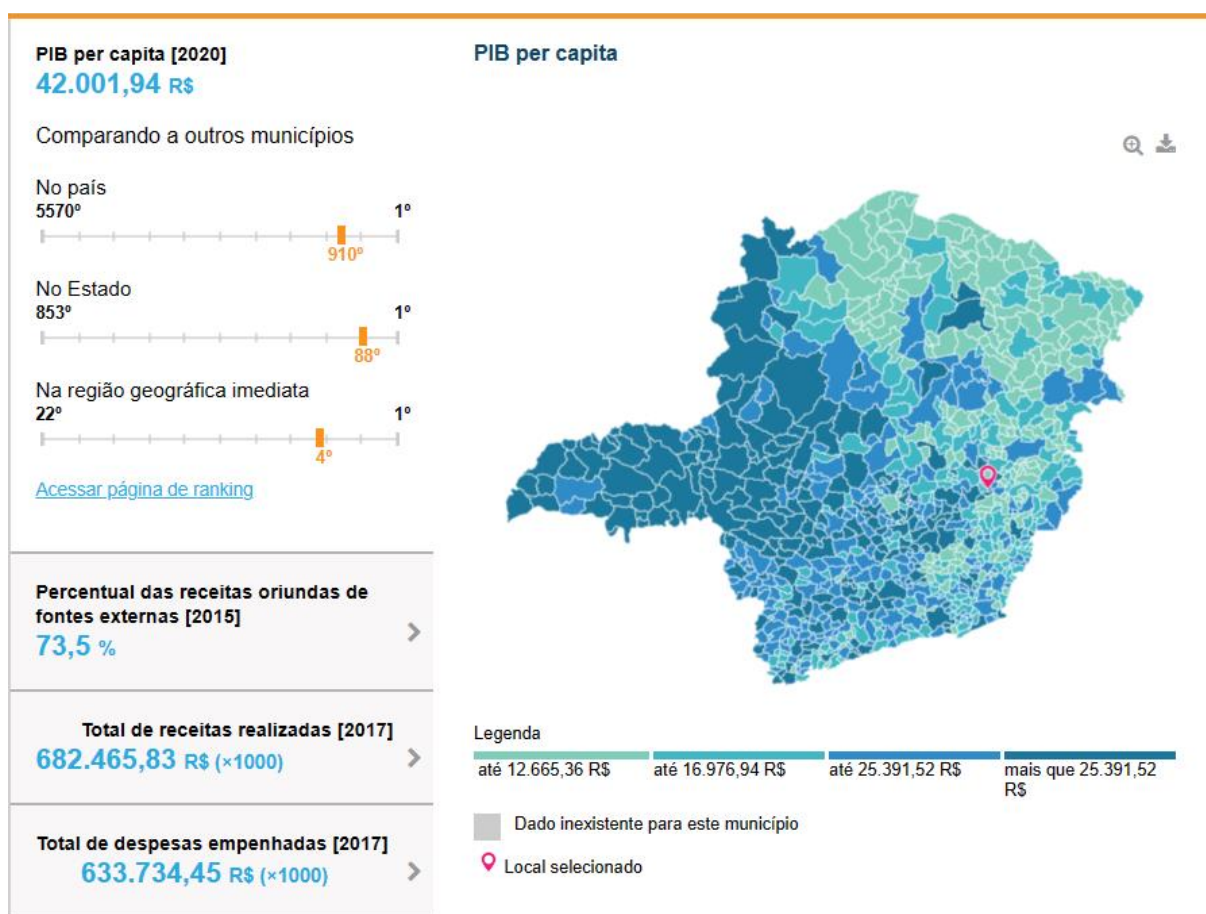 PIB per capita [2020]
42.001,94 R$
Comparando a outros municípios
No país
5570º 1º
910º
No Estado
853º 1º
88º
Na região geográfica imediata
22º 1º
4º
Acessar página de ranking
Percentual das receitas oriundas de
fontes externas [2015]
73,5 %
Total de receitas realizadas [2017]
682.465,83 R$ (×1000)
Total de despesas empenhadas [2017]
633.734,45 R$ (×1000)
PIB per capita
Legenda
até 12.665,36 R$ até 16.976,94 R$ até 25.391,52 R$ mais que 25.391,52
R$
Dado inexistente para este município
Local selecionado